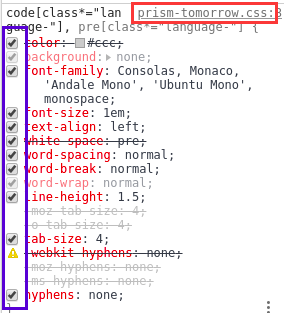 code[class*="lan prism-tomorrow.css:3
guage-"], pre[class*="language-"] {
color: #ccc;
background: none;
font-family: Consolas, Monaco,
'Andale Mono', 'Ubuntu Mono',
monospace;
font-size: 1em;
text-align: left;
white-space: pre;
word-spacing: normal;
word-break: normal;
word-wrap: normal;
line-height: 1.5;
-moz-tab-size: 4;
-o-tab-size: 4;
tab-size: 4;
-webkit-hyphens: none;
-moz-hyphens: none;
-ms-hyphens: none;
hyphens: none;